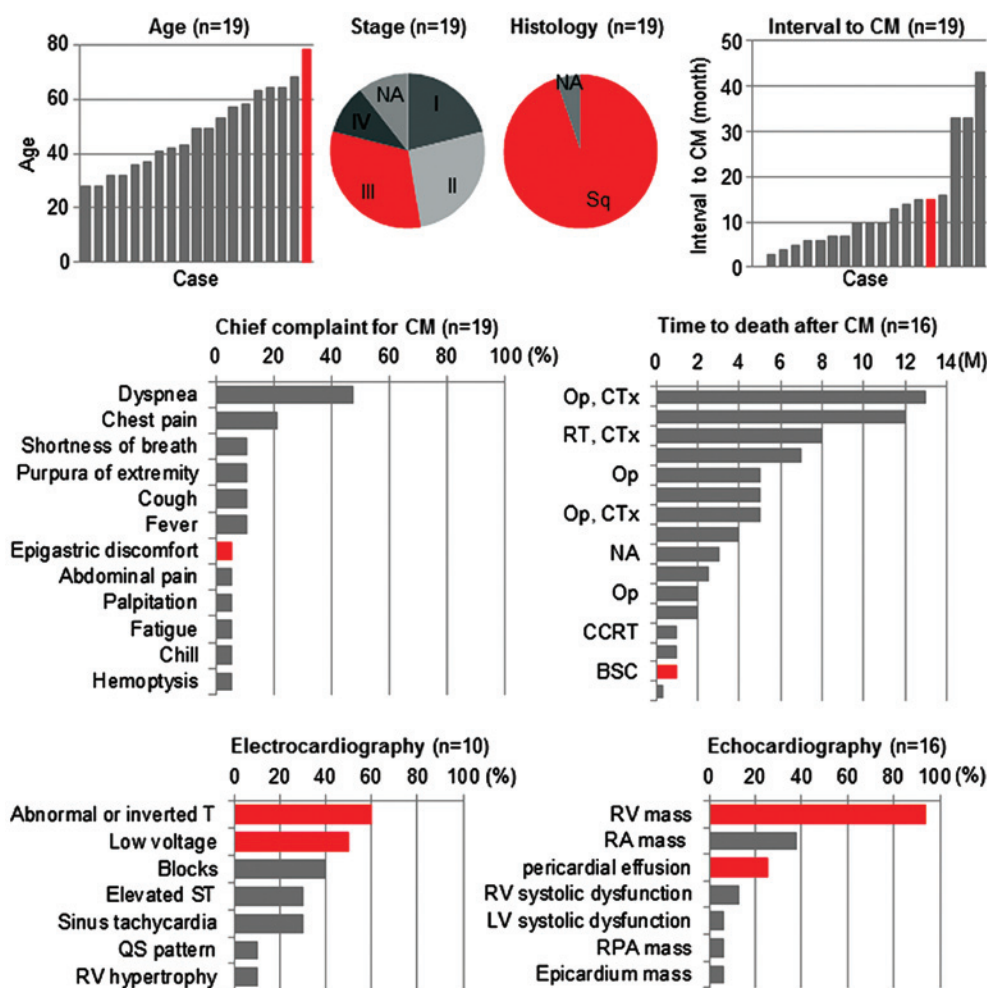 Age (n=19)
80
60
40
20
0
Age
Case
Stage (n=19)
NA
I
IV
III
II
Histology (n=19)
NA
Sq
Interval to CM (n=19)
50
40
30
20
10
0
Interval to CM (month)
Case
Chief complaint for CM (n=19)
0 20 40 60 80 100 (%)
Dyspnea
Chest pain
Shortness of breath
Purpura of extremity
Cough
Fever
Epigastric discomfort
Abdominal pain
Palpitation
Fatigue
Chill
Hemoptysis
Time to death after CM (n=16)
0 2 4 6 8 10 12 14 (M)
Op, CTx
RT, CTx
Op
Op, CTx
NA
Op
CCRT
BSC
Electrocardiography (n=10)
0 20 40 60 80 100 (%)
Abnormal or inverted T
Low voltage
Blocks
Elevated ST
Sinus tachycardia
QS pattern
RV hypertrophy
Echocardiography (n=16)
0 20 40 60 80 100 (%)
RV mass
RA mass
pericardial effusion
RV systolic dysfunction
LV systolic dysfunction
RPA mass
Epicardium mass